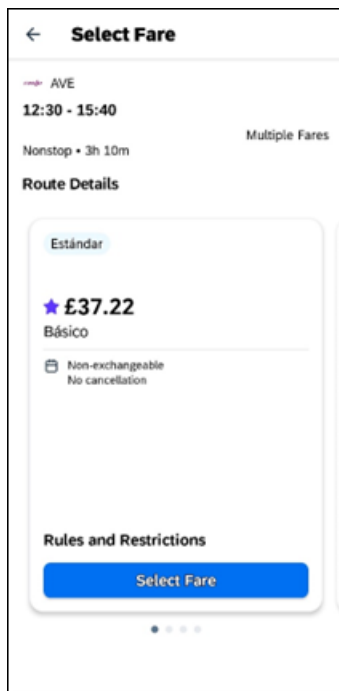 Select Fare
AVE
12:30 - 15:40
Multiple Fares
Nonstop • 3h 10m
Route Details
Estándar
£37.22
Básico
Non-exchangeable
No cancellation
Rules and Restrictions
Select Fare